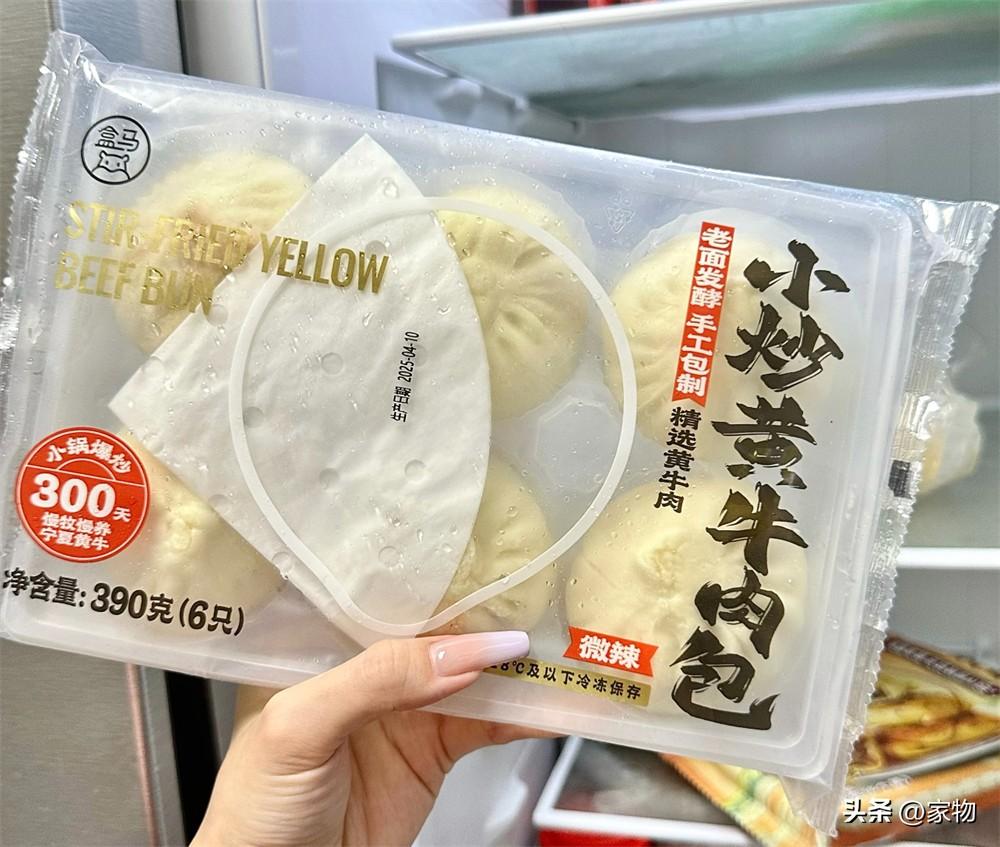 盒马
STIR-FRIED YELLOW
BEEF BUN
生产日期 2025-04-10
老面发酵 手工包制
精选黄牛肉
小炒黄牛肉包
小锅爆炒
300天
慢牧慢养
宁夏黄牛
净含量: 390克(6只)
微辣
18℃及以下冷冻保存
头条 @家物